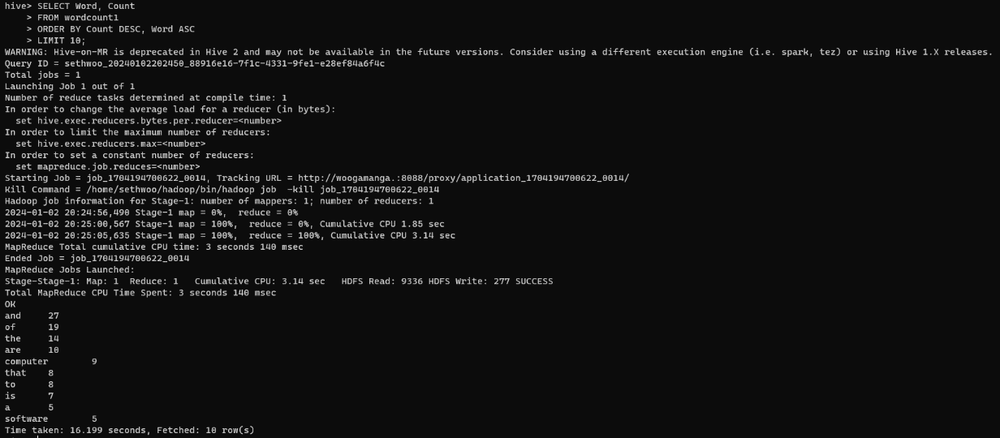 hive> SELECT Word, Count
    > FROM wordcount1
    > ORDER BY Count DESC, Word ASC
    > LIMIT 10;
WARNING: Hive-on-MR is deprecated in Hive 2 and may not be available in the future versions. Consider using a different execution engine (i.e. spark, tez) or using Hive 1.X releases.
Query ID = sethwoo_20240102202450_88916e16-7f1c-4331-9fe1-e28ef84a6f4c
Total jobs = 1
Launching Job 1 out of 1
Number of reduce tasks determined at compile time: 1
In order to change the average load for a reducer (in bytes):
  set hive.exec.reducers.bytes.per.reducer=<number>
In order to limit the maximum number of reducers:
  set hive.exec.reducers.max=<number>
In order to set a constant number of reducers:
  set mapreduce.job.reduces=<number>
Starting Job = job_1704194700622_0014, Tracking URL = http://woogamanga.:8088/proxy/application_1704194700622_0014/
Kill Command = /home/sethwoo/hadoop/bin/hadoop job  -kill job_1704194700622_0014
Hadoop job information for Stage-1: number of mappers: 1; number of reducers: 1
2024-01-02 20:24:56,490 Stage-1 map = 0%,  reduce = 0%
2024-01-02 20:25:00,567 Stage-1 map = 100%,  reduce = 0%, Cumulative CPU 1.85 sec
2024-01-02 20:25:05,635 Stage-1 map = 100%,  reduce = 100%, Cumulative CPU 3.14 sec
MapReduce Total cumulative CPU time: 3 seconds 140 msec
Ended Job = job_1704194700622_0014
MapReduce Jobs Launched:
Stage-Stage-1: Map: 1  Reduce: 1   Cumulative CPU: 3.14 sec   HDFS Read: 9336 HDFS Write: 277 SUCCESS
Total MapReduce CPU Time Spent: 3 seconds 140 msec
OK
and     27
of      19
the     14
are     10
computer        9
that    8
to      8
is      7
a       5
software        5
Time taken: 16.199 seconds, Fetched: 10 row(s)